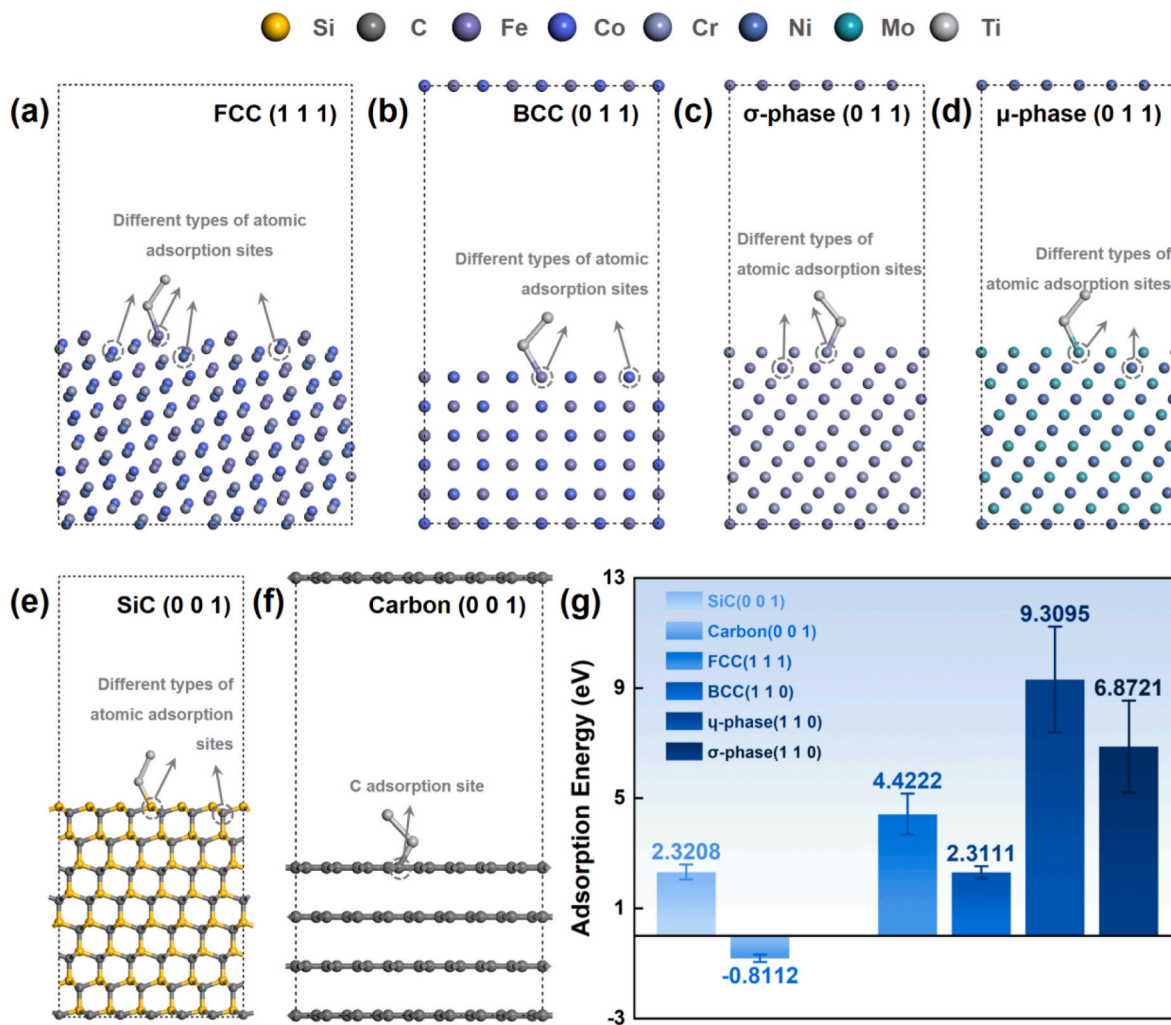 Si C Fe Co Cr Ni Mo Ti
(a) FCC (1 1 1)
Different types of atomic
adsorption sites
(b) BCC (0 1 1)
Different types of atomic
adsorption sites
(c) σ-phase (0 1 1)
Different types of
atomic adsorption sites
(d) μ-phase (0 1 1)
Different types of
atomic adsorption sites
(e) SiC (0 0 1)
Different types of
atomic adsorption
sites
(f) Carbon (0 0 1)
C adsorption site
(g)
Adsorption Energy (eV)
13
9
5
1
-3
SiC(0 0 1)
Carbon(0 0 1)
FCC(1 1 1)
BCC(1 1 0)
ɥ-phase(1 1 0)
σ-phase(1 1 0)
2.3208
-0.8112
4.4222
2.3111
9.3095
6.8721